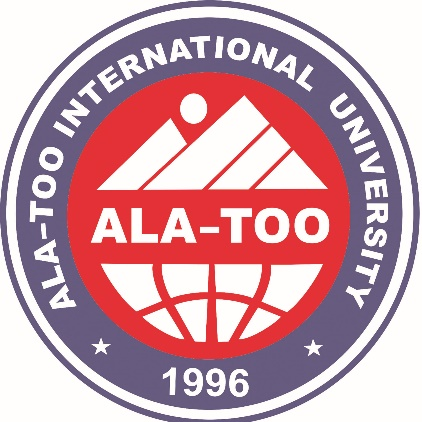 ALA-TOO INTERNATIONAL UNIVERSITY
ALA-TOO
1996